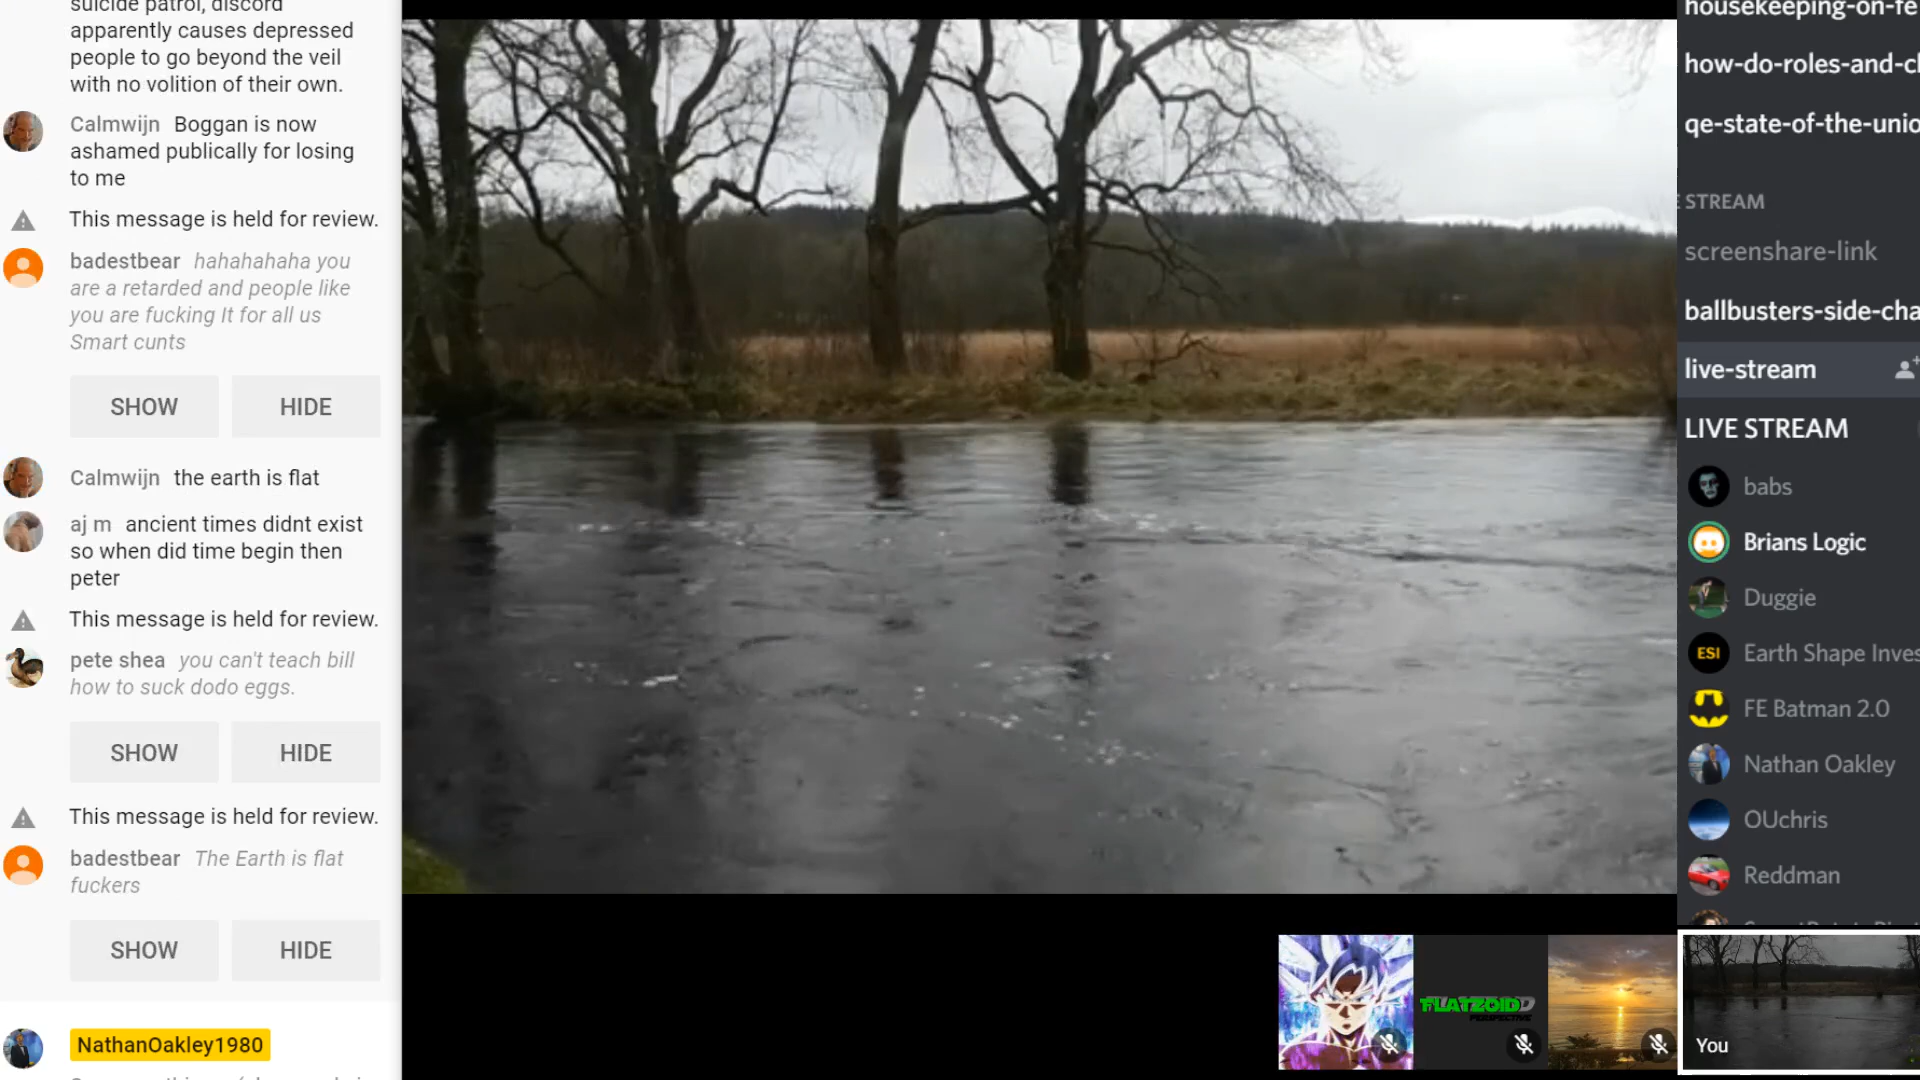 suicide patrol, discord
apparently causes depressed
people to go beyond the veil
with no volition of their own.
Calmwijn Boggan is now
ashamed publically for losing
to me
This message is held for review.
badestbear hahahahaha you
are a retarded and people like
you are fucking It for all us
Smart cunts
SHOW HIDE
Calmwijn the earth is flat
aj m ancient times didnt exist
so when did time begin then
peter
This message is held for review.
pete shea you can't teach bill
how to suck dodo eggs.
SHOW HIDE
This message is held for review.
badestbear The Earth is flat
fuckers
SHOW HIDE
NathanOakley1980
housekeeping-on-fe
how-do-roles-and-cl
qe-state-of-the-unio
STREAM
screenshare-link
ballbusters-side-cha
live-stream
LIVE STREAM
babs
Brians Logic
Duggie
ESI
Earth Shape Inves
FE Batman 2.0
Nathan Oakley
OUchris
Reddman
FLATZOID
PERSPECTIVE
You